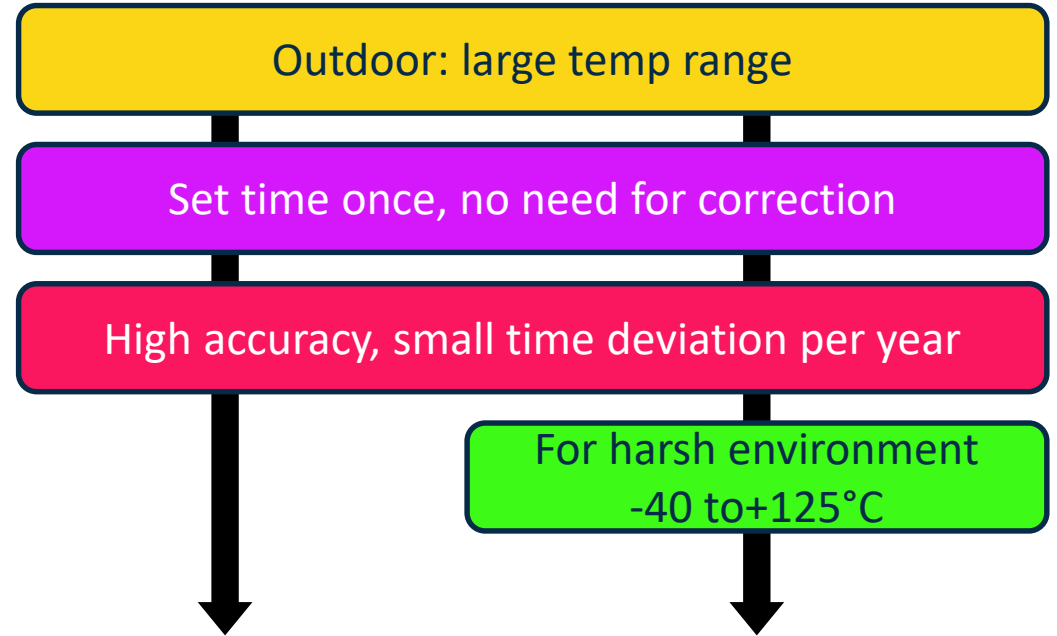 Outdoor: large temp range
Set time once, no need for correction
High accuracy, small time deviation per year
For harsh environment
-40 to+125°C